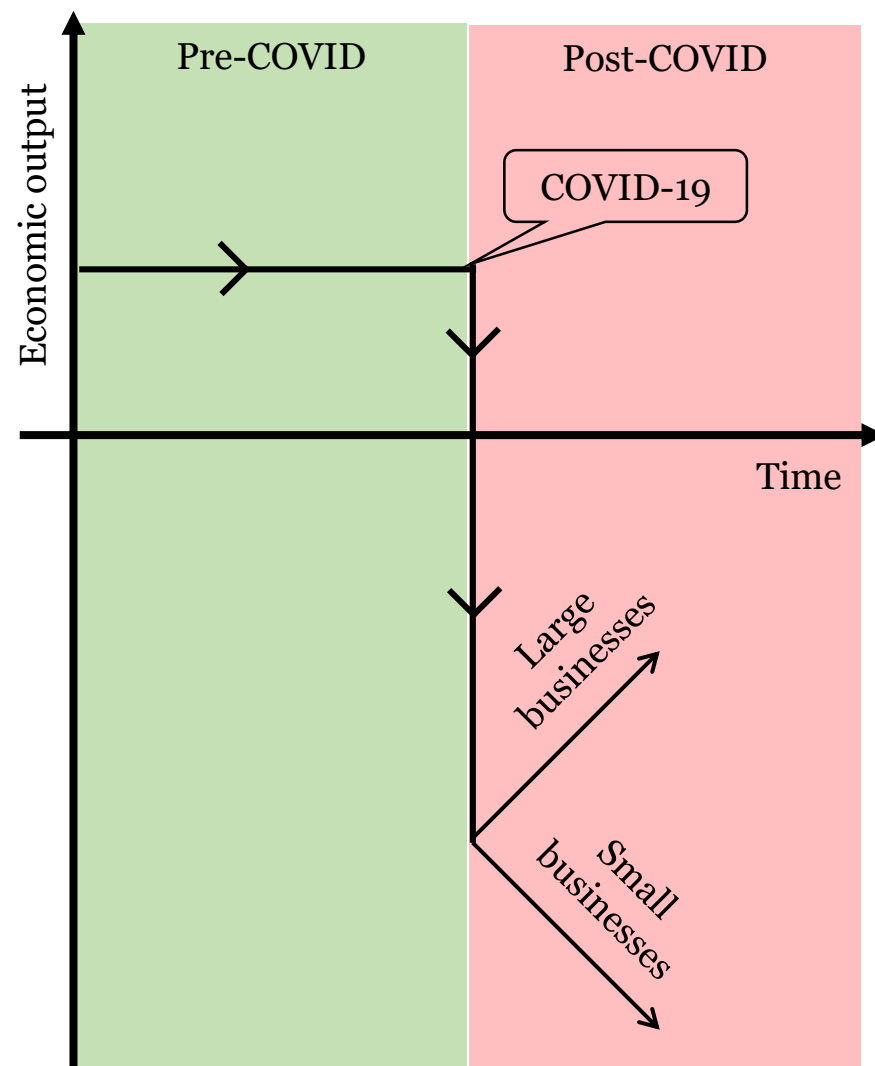 Pre-COVID
Post-COVID
Economic output
COVID-19
Time
Large
businesses
Small
businesses